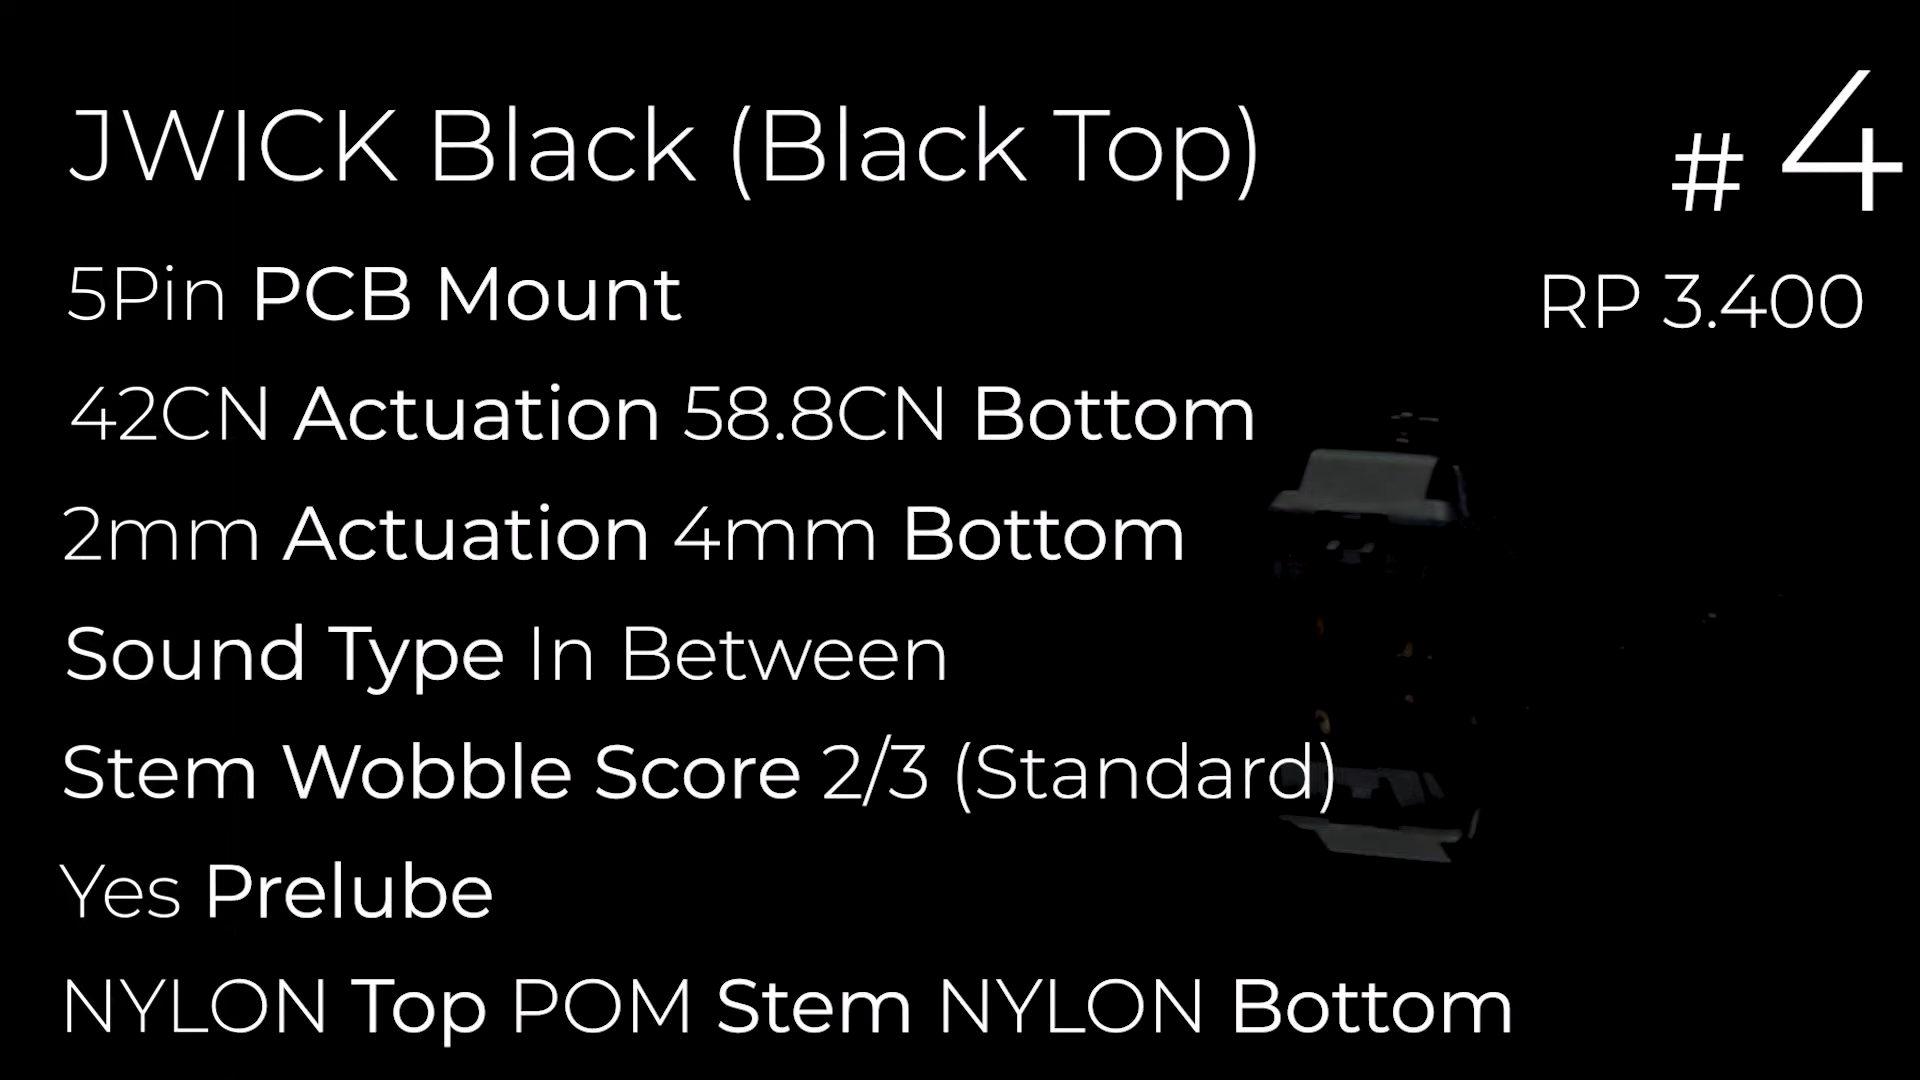 JWICK Black (Black Top)
# 4
5Pin PCB Mount
RP 3.400
42CN Actuation 58.8CN Bottom
2mm Actuation 4mm Bottom
Sound Type In Between
Stem Wobble Score 2/3 (Standard)
Yes Prelube
NYLON Top POM Stem NYLON Bottom